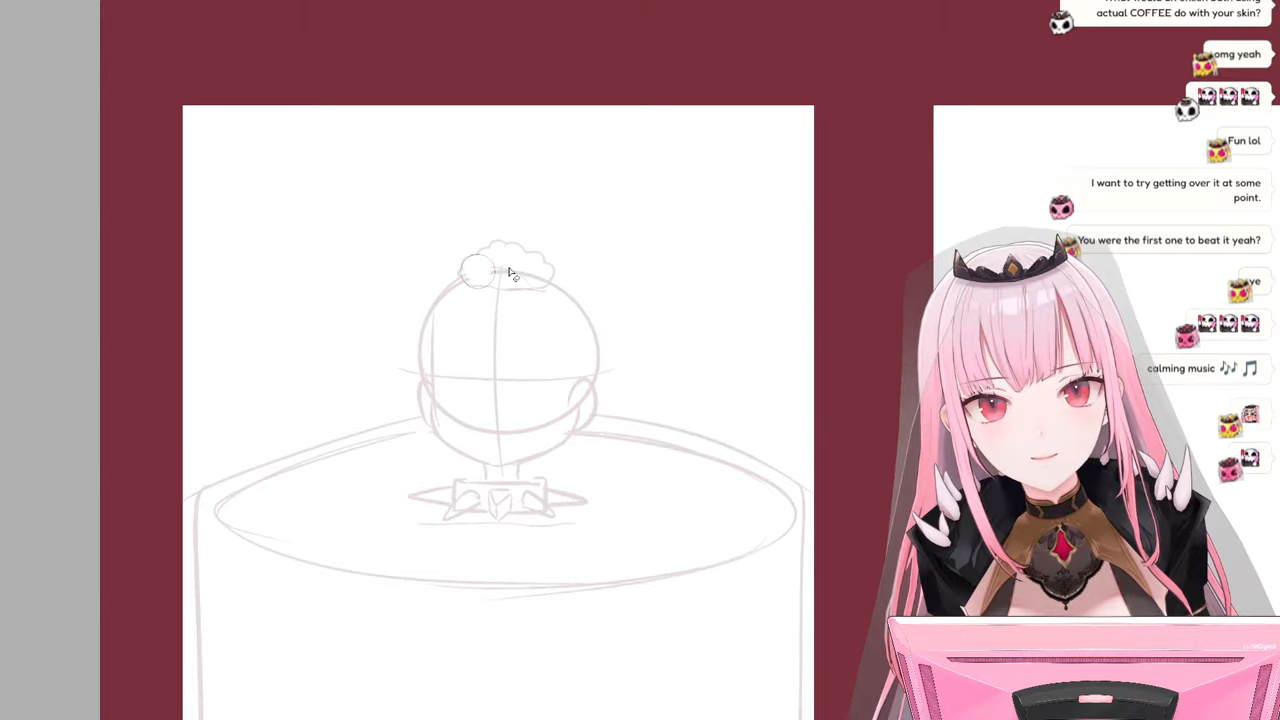 actual COFFEE do with your skin?
omg yeah
Fun lol
I want to try getting over it at some
point.
You were the first one to beat it yeah?
ye
calming music